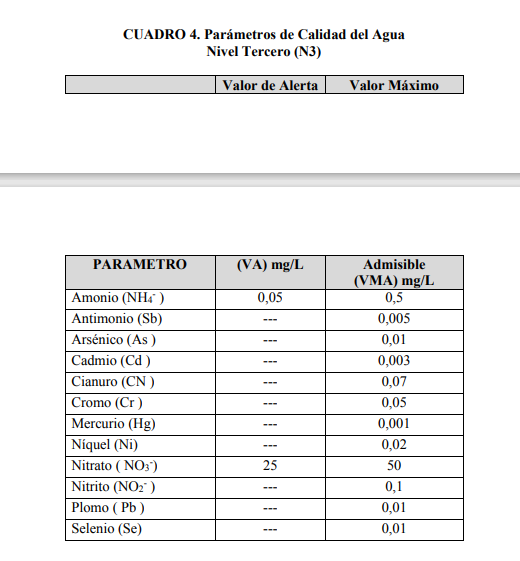 CUADRO 4. Parámetros de Calidad del Agua
Nivel Tercero (N3)
Valor de Alerta Valor Máximo
PARAMETRO (VA) mg/L Admisible
(VMA) mg/L
Amonio (NH₄⁻ ) 0,05 0,5
Antimonio (Sb) --- 0,005
Arsénico (As ) --- 0,01
Cadmio (Cd ) --- 0,003
Cianuro (CN ) --- 0,07
Cromo (Cr ) --- 0,05
Mercurio (Hg) --- 0,001
Níquel (Ni) --- 0,02
Nitrato ( NO₃⁻) 25 50
Nitrito (NO₂⁻ ) --- 0,1
Plomo ( Pb ) --- 0,01
Selenio (Se) --- 0,01